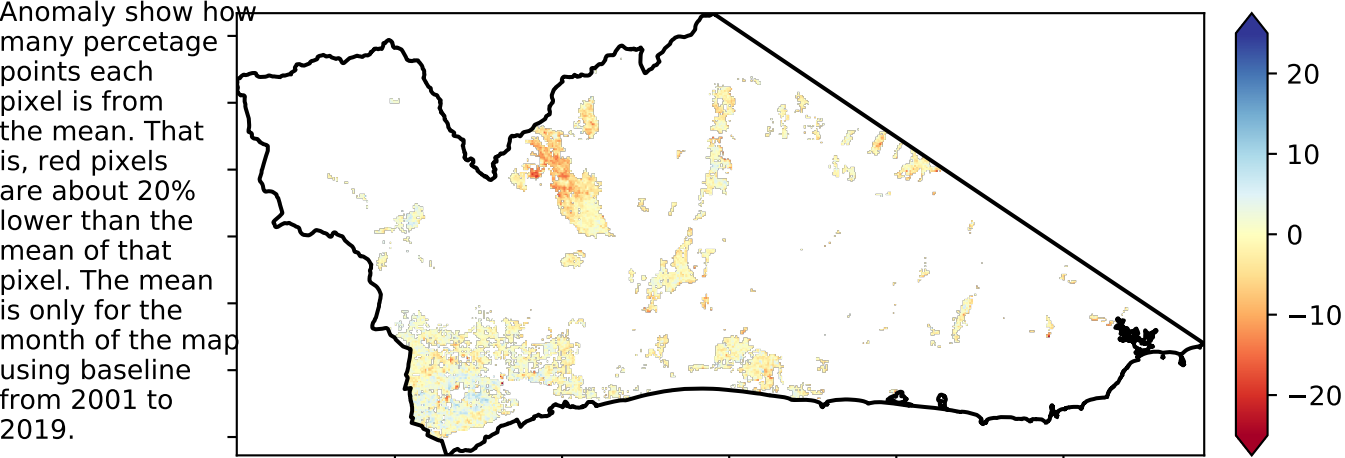 Anomaly show how
many percetage
points each
pixel is from
the mean. That
is, red pixels
are about 20%
lower than the
mean of that
pixel. The mean
is only for the
month of the map
using baseline
from 2001 to
2019.
20
10
0
−10
−20